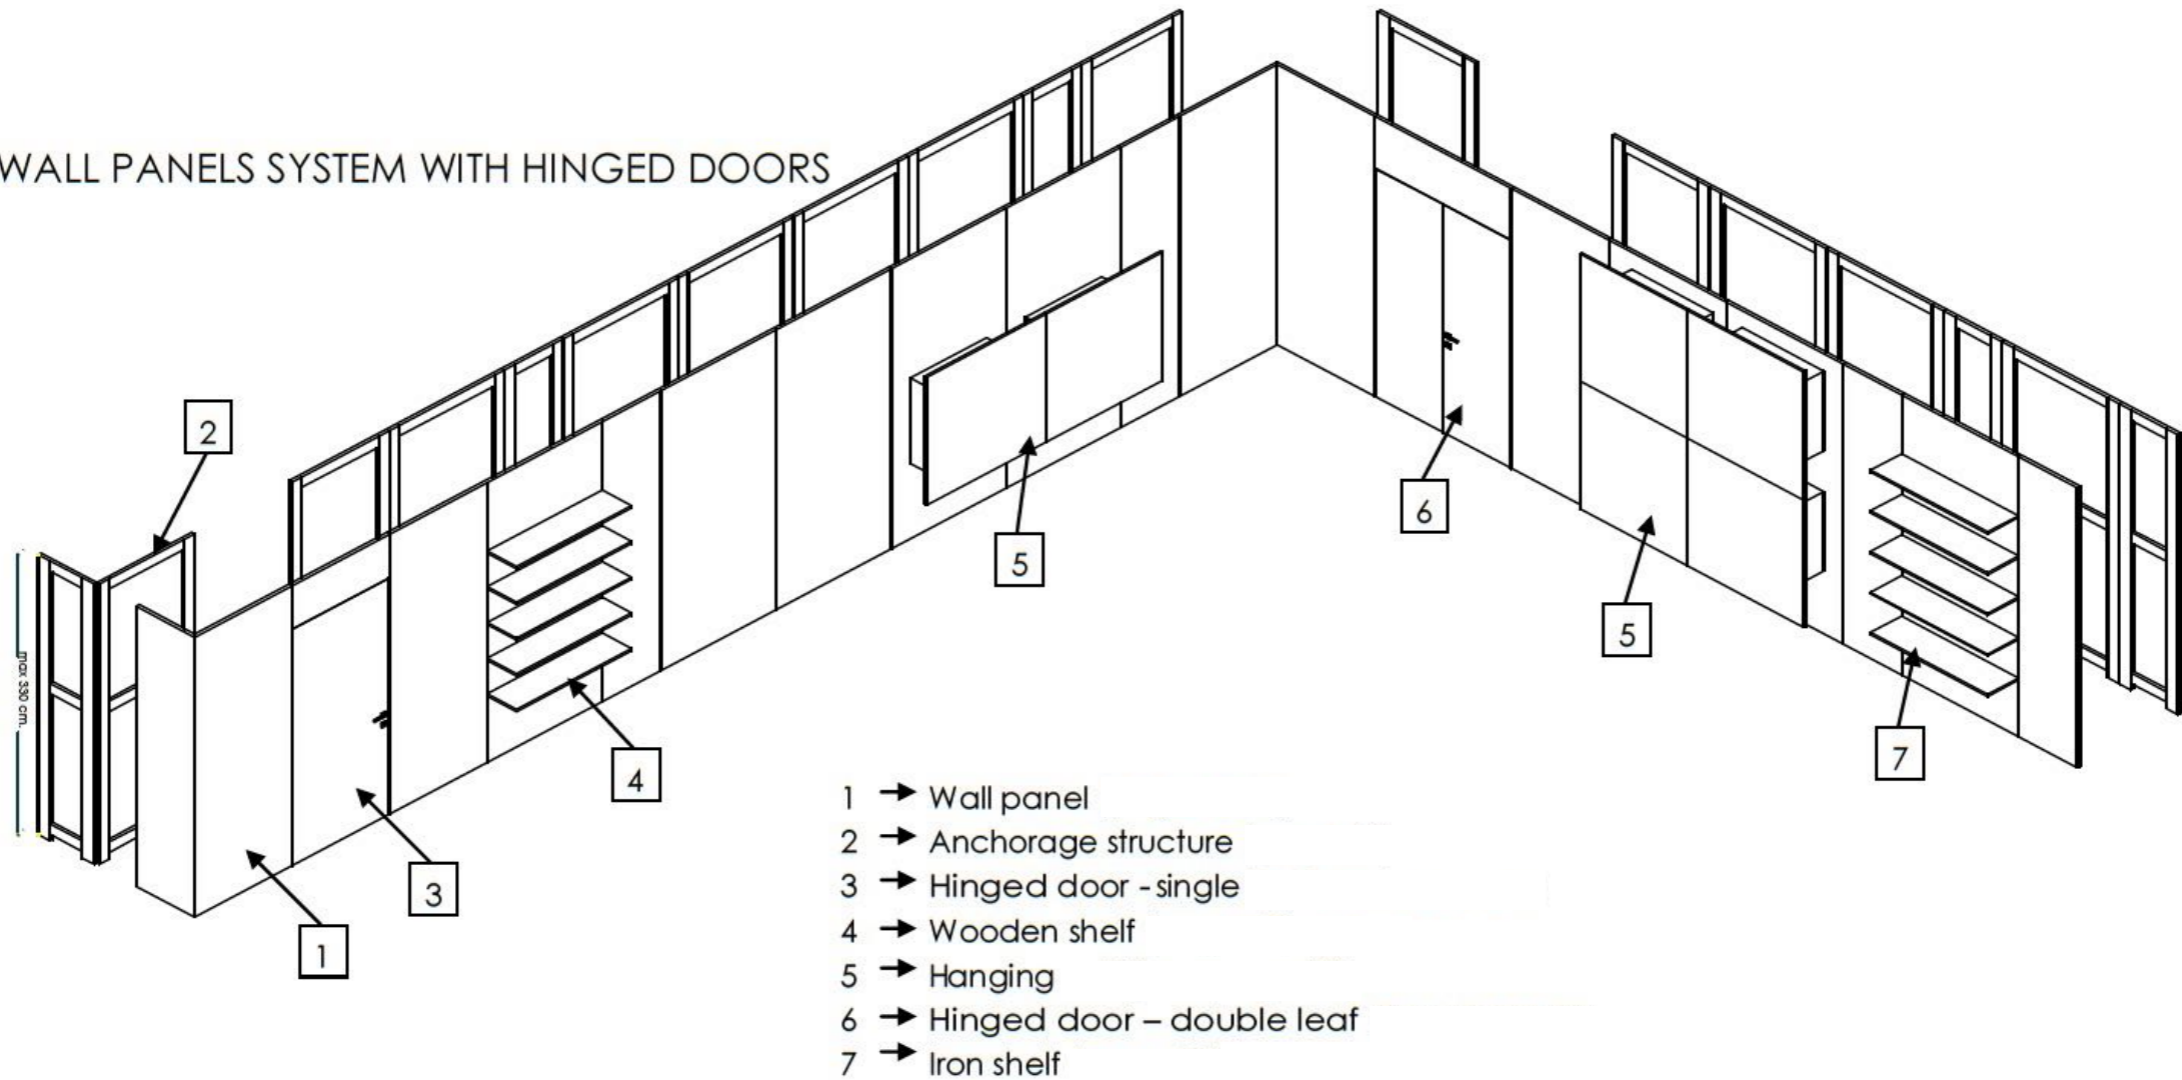 WALL PANELS SYSTEM WITH HINGED DOORS
2
max 330 cm.
5
6
5
7
4
3
1
1 → Wall panel
2 → Anchorage structure
3 → Hinged door - single
4 → Wooden shelf
5 → Hanging
6 → Hinged door – double leaf
7 → Iron shelf